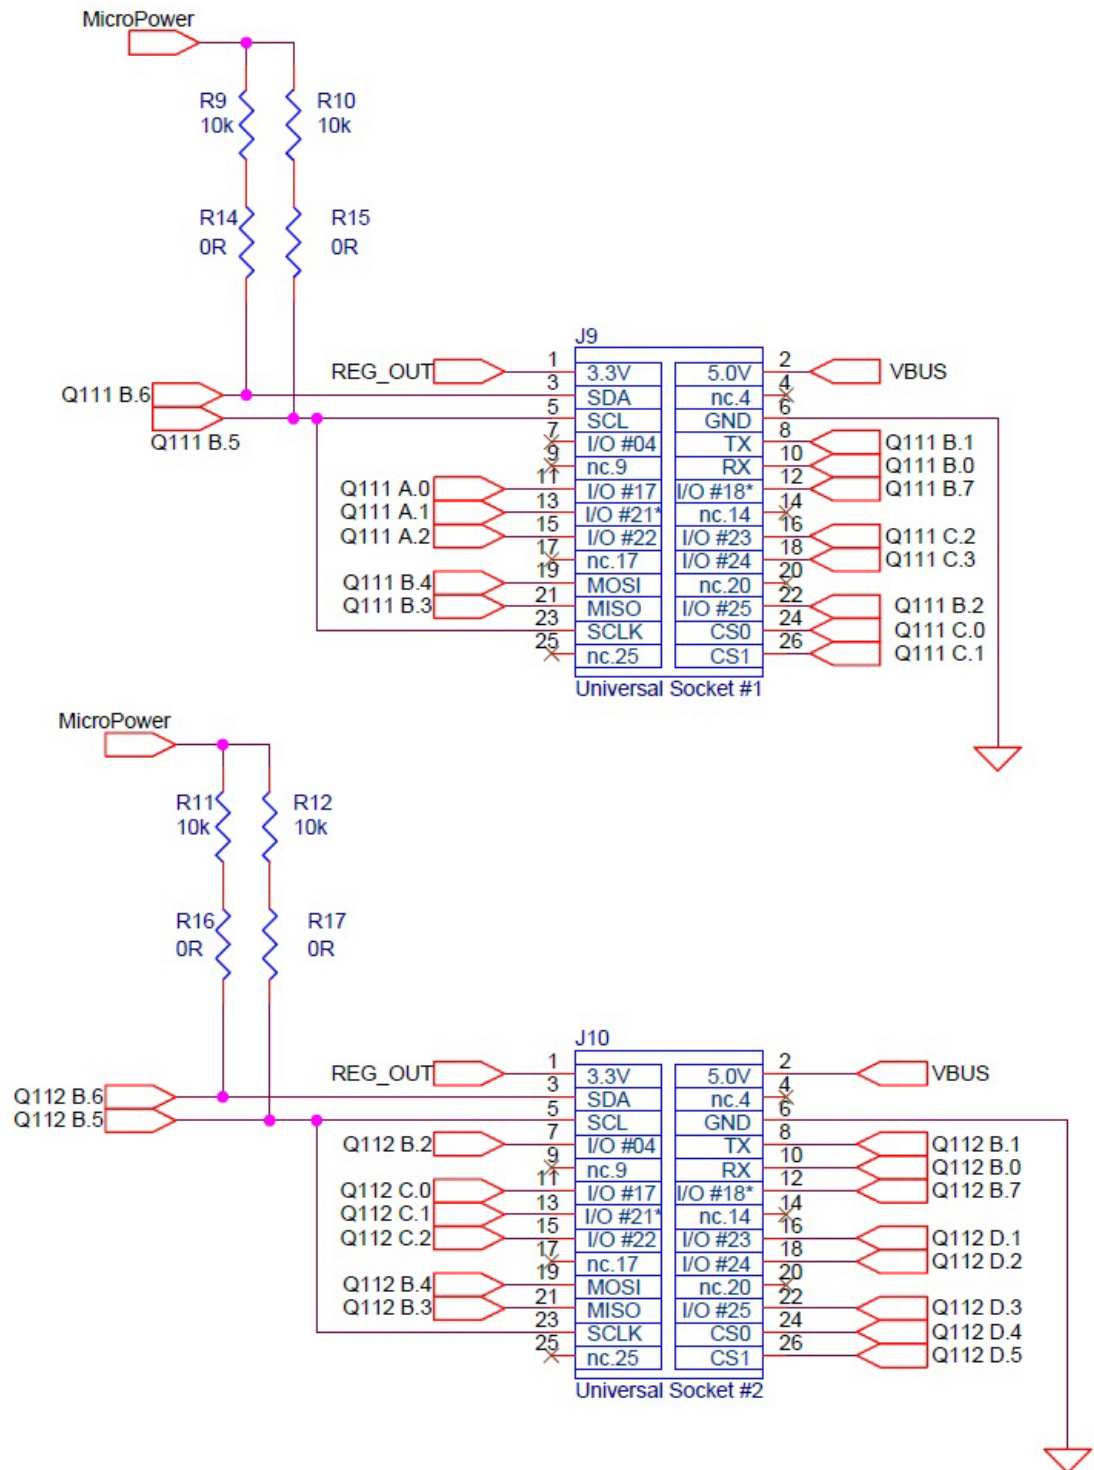 MicroPower
R9 R10
10k 10k
R14 R15
0R 0R
J9
REG_OUT 1 3.3V 5.0V 2 VBUS
Q111 B.6 3 SDA nc.4 4
Q111 B.5 5 SCL GND 6
7 I/O #04 TX 8 Q111 B.1
9 nc.9 RX 10 Q111 B.0
Q111 A.0 11 I/O #17 I/O #18* 12 Q111 B.7
Q111 A.1 13 I/O #21* nc.14 14
Q111 A.2 15 I/O #22 I/O #23 16 Q111 C.2
17 nc.17 I/O #24 18 Q111 C.3
Q111 B.4 19 MOSI nc.20 20
Q111 B.3 21 MISO I/O #25 22 Q111 B.2
23 SCLK CS0 24 Q111 C.0
25 nc.25 CS1 26 Q111 C.1
Universal Socket #1
MicroPower
R11 R12
10k 10k
R16 R17
0R 0R
J10
REG_OUT 1 3.3V 5.0V 2 VBUS
Q112 B.6 3 SDA nc.4 4
Q112 B.5 5 SCL GND 6
Q112 B.2 7 I/O #04 TX 8 Q112 B.1
9 nc.9 RX 10 Q112 B.0
Q112 C.0 11 I/O #17 I/O #18* 12 Q112 B.7
Q112 C.1 13 I/O #21* nc.14 14
Q112 C.2 15 I/O #22 I/O #23 16 Q112 D.1
17 nc.17 I/O #24 18 Q112 D.2
Q112 B.4 19 MOSI nc.20 20
Q112 B.3 21 MISO I/O #25 22 Q112 D.3
23 SCLK CS0 24 Q112 D.4
25 nc.25 CS1 26 Q112 D.5
Universal Socket #2